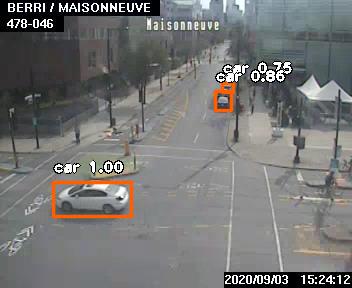 BERRI / MAISONNEUVE
478-046
Maisonneuve
car 0.75
car 0.86
car 1.00
2020/09/03 15:24:12